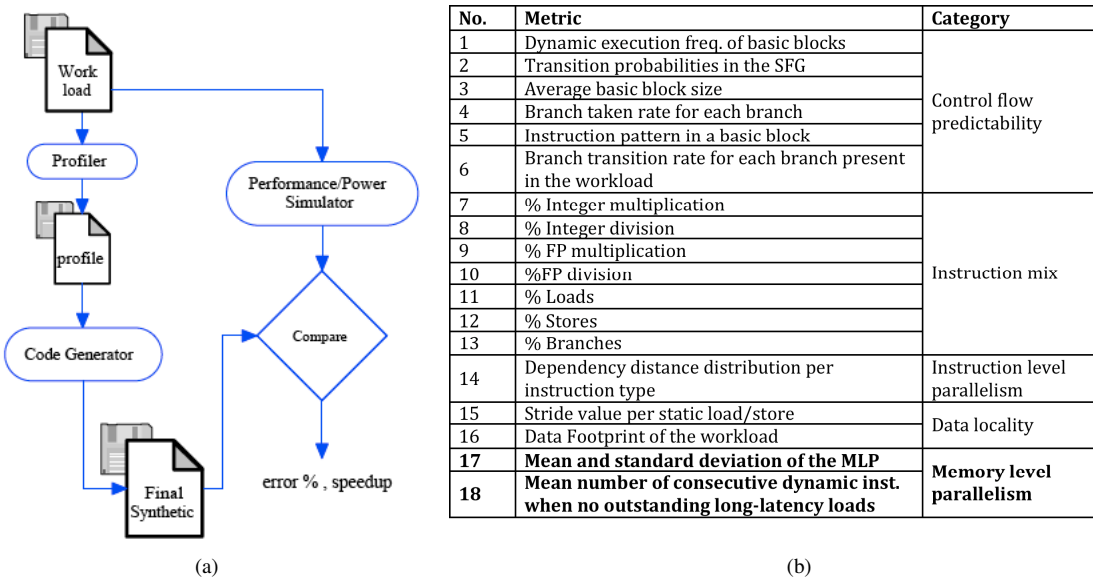 Work
load
Profiler
profile
Code Generator
Final
Synthetic
Performance/Power
Simulator
Compare
error % , speedup
(a)
No. Metric Category
1 Dynamic execution freq. of basic blocks
2 Transition probabilities in the SFG
3 Average basic block size
4 Branch taken rate for each branch
5 Instruction pattern in a basic block
6 Branch transition rate for each branch present
in the workload
Control flow
predictability
7 % Integer multiplication
8 % Integer division
9 % FP multiplication
10 %FP division
11 % Loads
12 % Stores
13 % Branches
Instruction mix
14 Dependency distance distribution per
instruction type
Instruction level
parallelism
15 Stride value per static load/store
16 Data Footprint of the workload
Data locality
17 Mean and standard deviation of the MLP
18 Mean number of consecutive dynamic inst.
when no outstanding long-latency loads
Memory level
parallelism
(b)